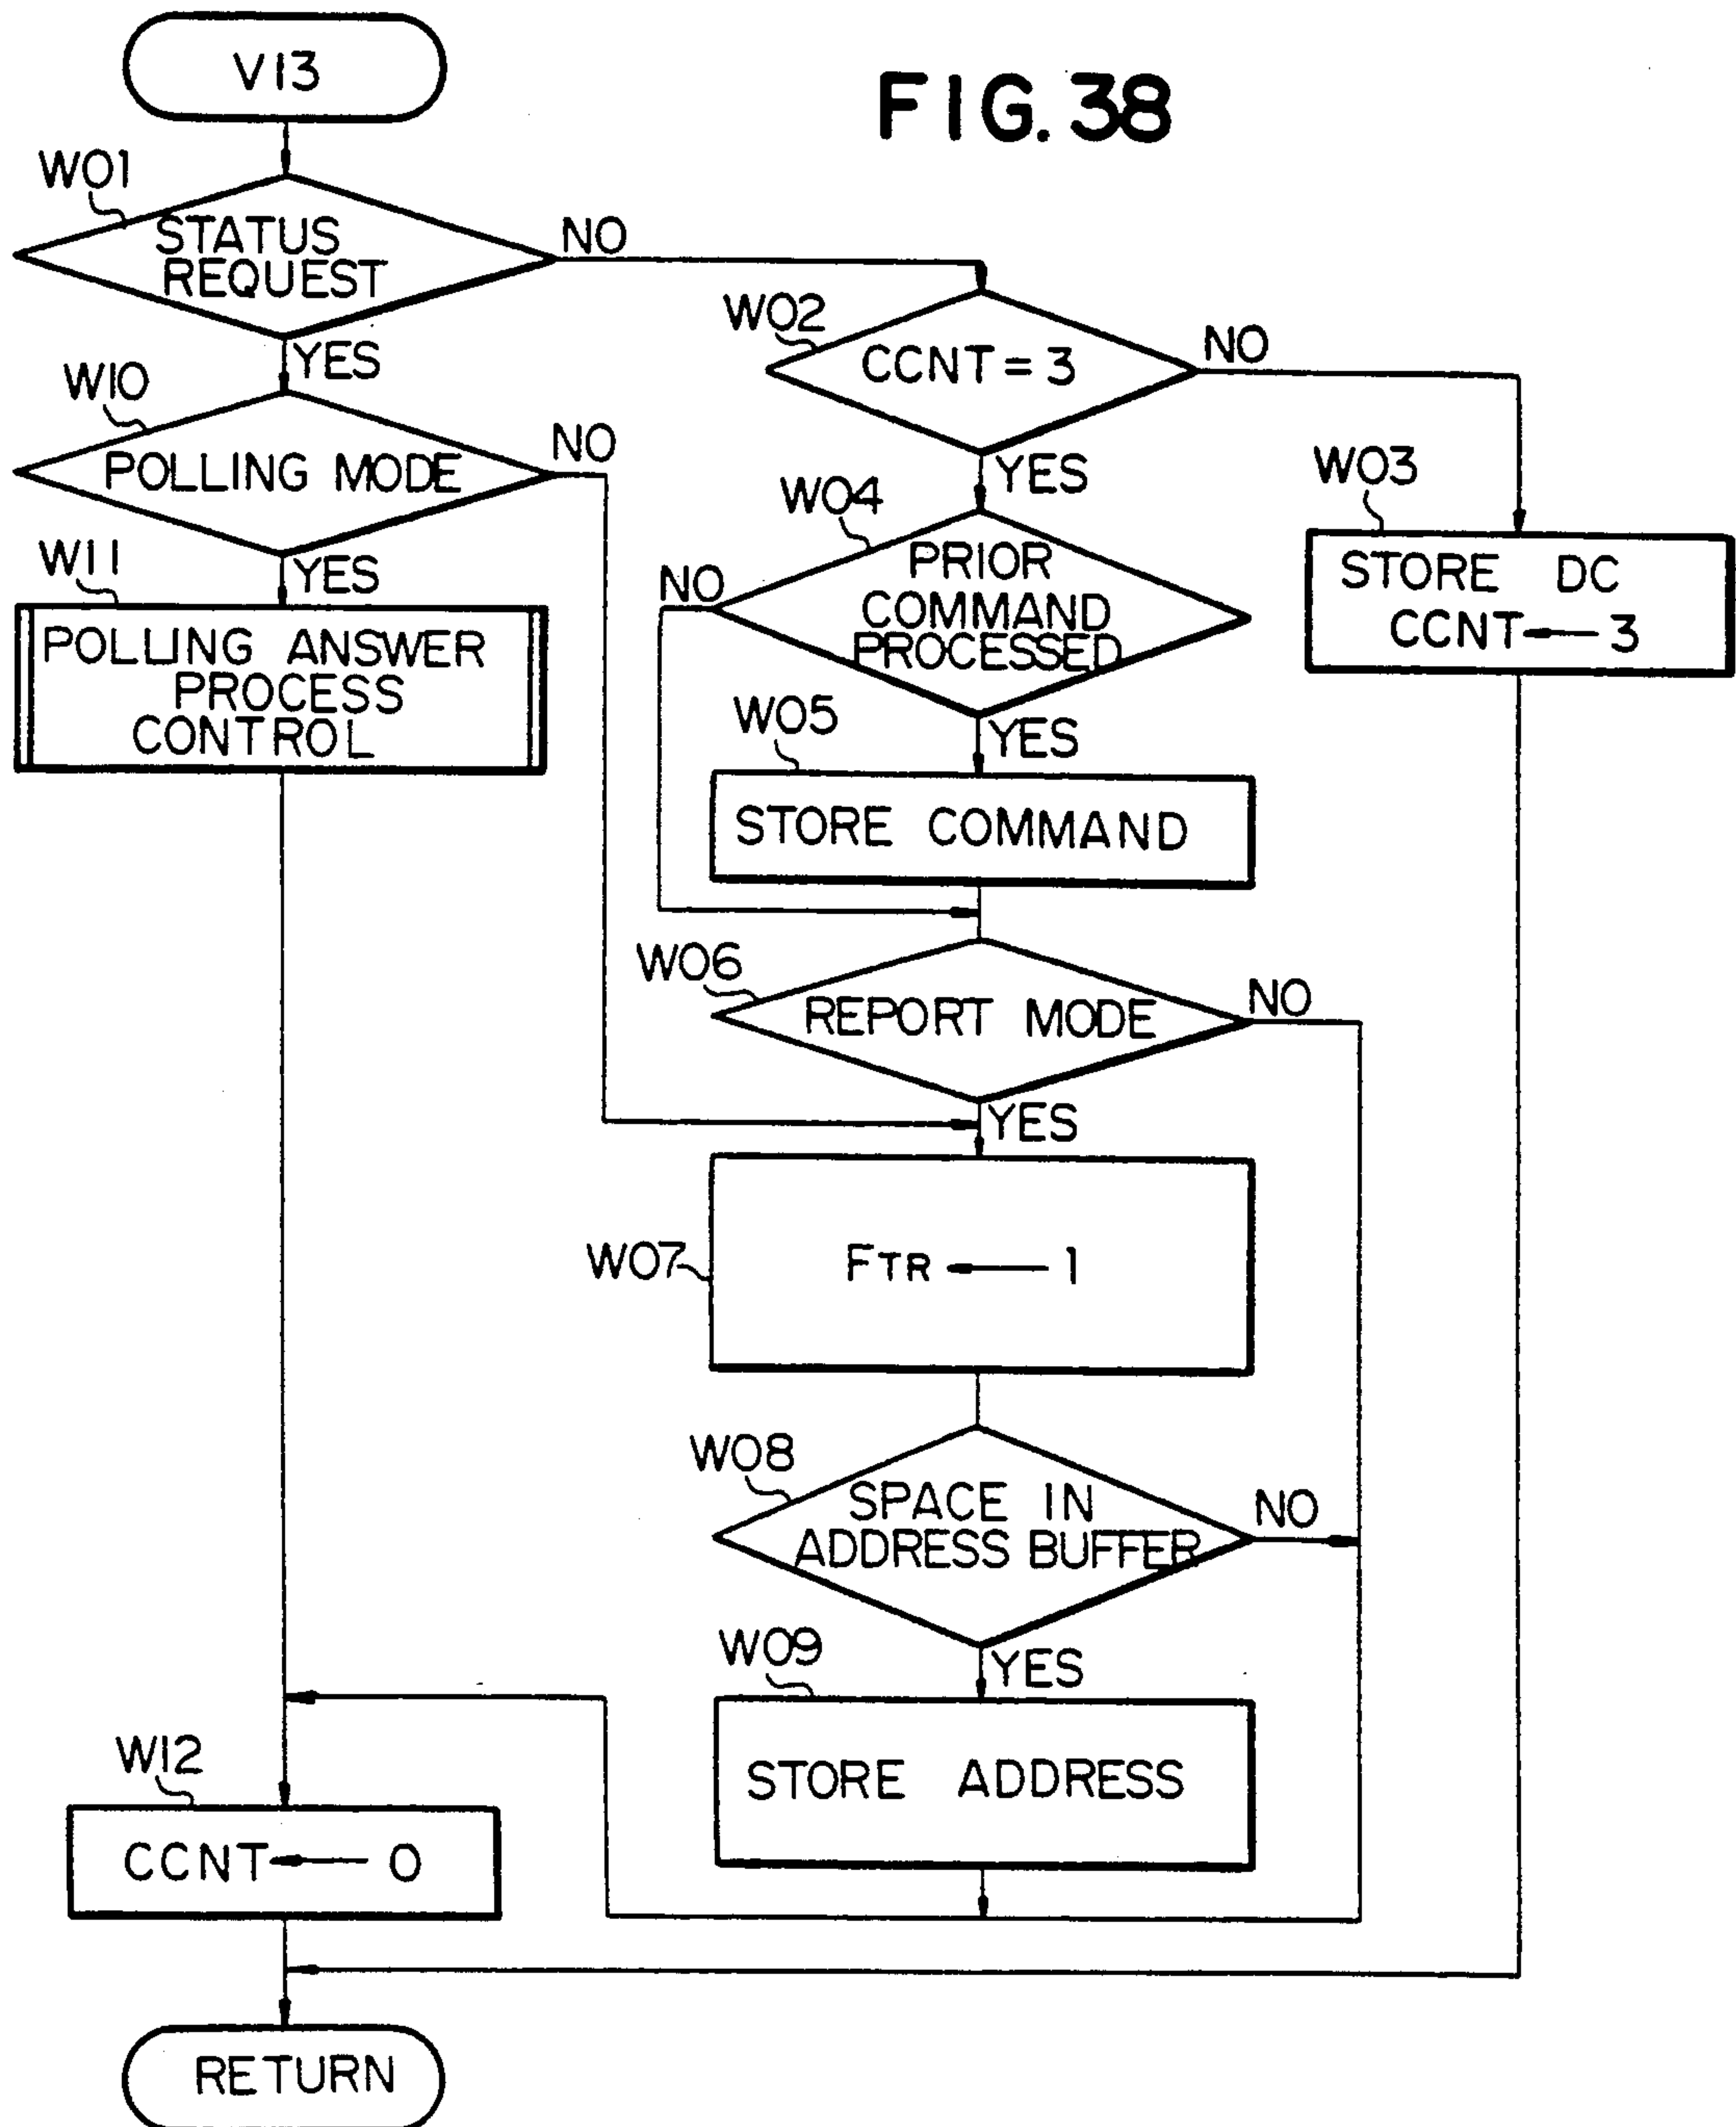 V13
FIG. 38
W01
STATUS
REQUEST
NO
YES
W02
CCNT = 3
NO
YES
W10
POLLING MODE
NO
YES
W03
STORE DC
CCNT ← 3
W04
PRIOR
COMMAND
PROCESSED
NO
YES
W11
POLLING ANSWER
PROCESS
CONTROL
W05
STORE COMMAND
W06
REPORT MODE
NO
YES
W07
FTR ← 1
W08
SPACE IN
ADDRESS BUFFER
NO
YES
W09
STORE ADDRESS
W12
CCNT ← 0
RETURN